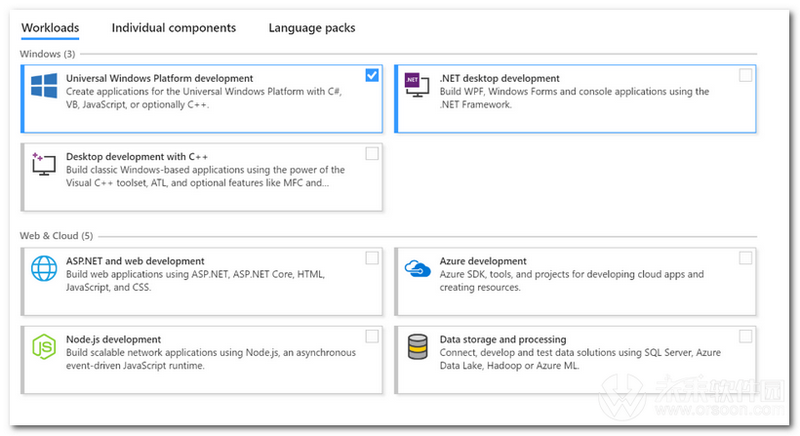 Workloads Individual components Language packs
Windows (3)
Universal Windows Platform development
Create applications for the Universal Windows Platform with C#,
VB, JavaScript, or optionally C++.
.NET
.NET desktop development
Build WPF, Windows Forms and console applications using the
.NET Framework.
Desktop development with C++
Build classic Windows-based applications using the power of the
Visual C++ toolset, ATL, and optional features like MFC and...
Web & Cloud (5)
ASP.NET and web development
Build web applications using ASP.NET, ASP.NET Core, HTML,
JavaScript, and CSS.
Azure development
Azure SDK, tools, and projects for developing cloud apps and
creating resources.
JS
Node.js development
Build scalable network applications using Node.js, an asynchronous
event-driven JavaScript runtime.
Data storage and processing
Connect, develop and test data solutions using SQL Server, Azure
Data Lake, Hadoop or Azure ML.
软件园
www.orsoon.com